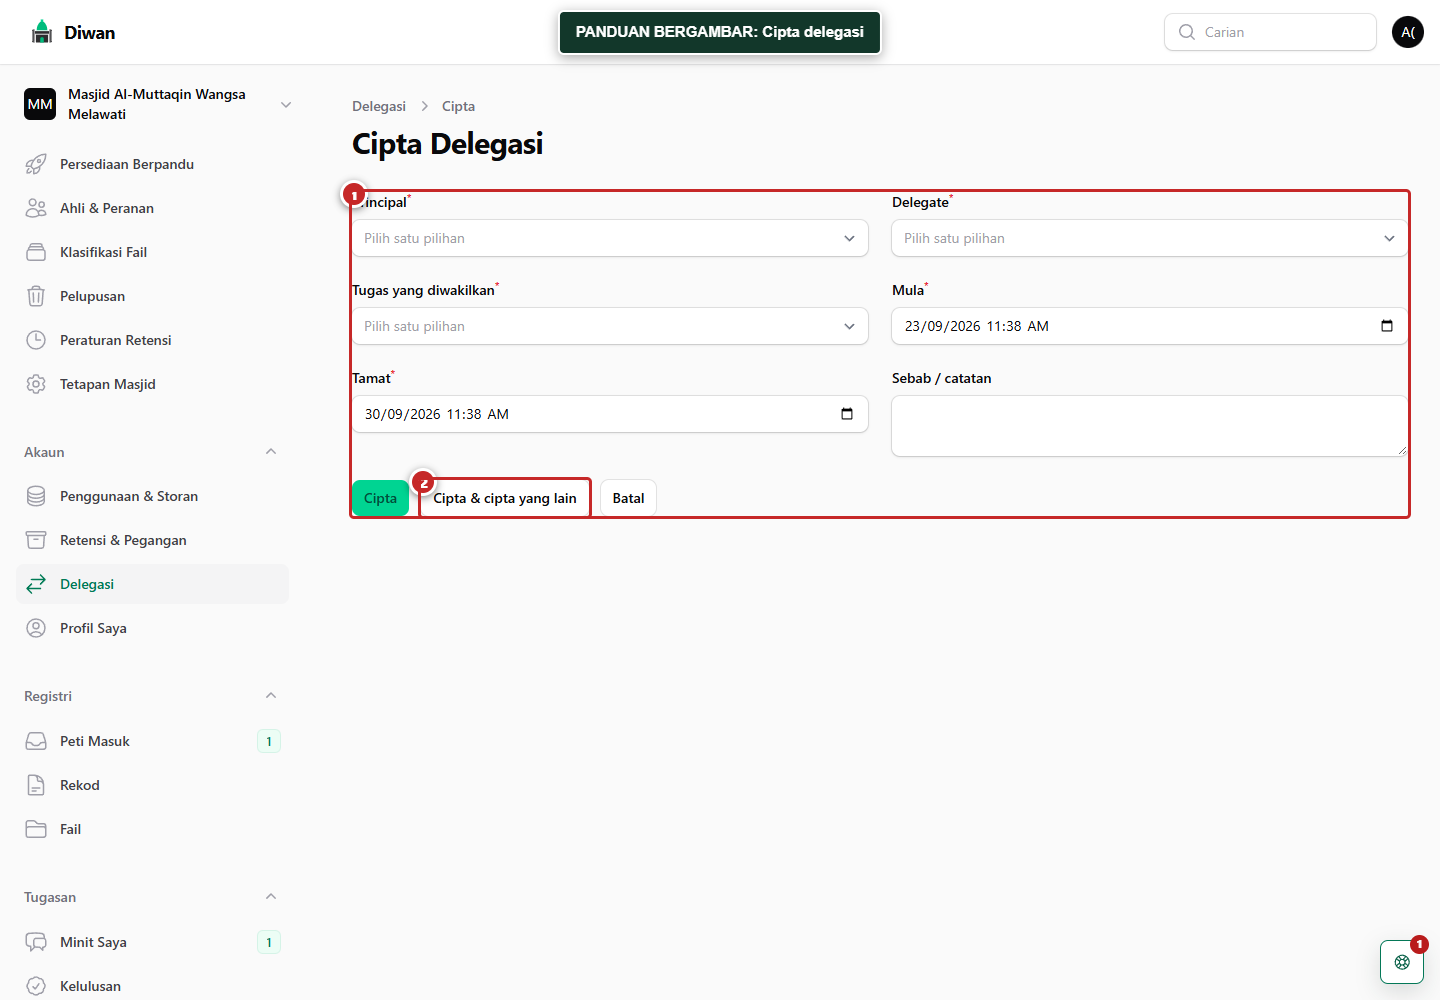 Diwan
PANDUAN BERGAMBAR: Cipta delegasi
Carian
A(
MM
Masjid Al-Muttaqin Wangsa
Melawati
Persediaan Berpandu
Ahli & Peranan
Klasifikasi Fail
Pelupusan
Peraturan Retensi
Tetapan Masjid
Akaun
Penggunaan & Storan
Retensi & Pegangan
Delegasi
Profil Saya
Registri
Peti Masuk
1
Rekod
Fail
Tugasan
Minit Saya
1
Kelulusan
Delegasi
Cipta
Cipta Delegasi
1
Delegate*
Pilih satu pilihan
Pilih satu pilihan
Tugas yang diwakilkan*
Mula*
Pilih satu pilihan
23/09/2026 11:38 AM
Tamat*
Sebab / catatan
30/09/2026 11:38 AM
Cipta
2
Cipta & cipta yang lain
Batal
1